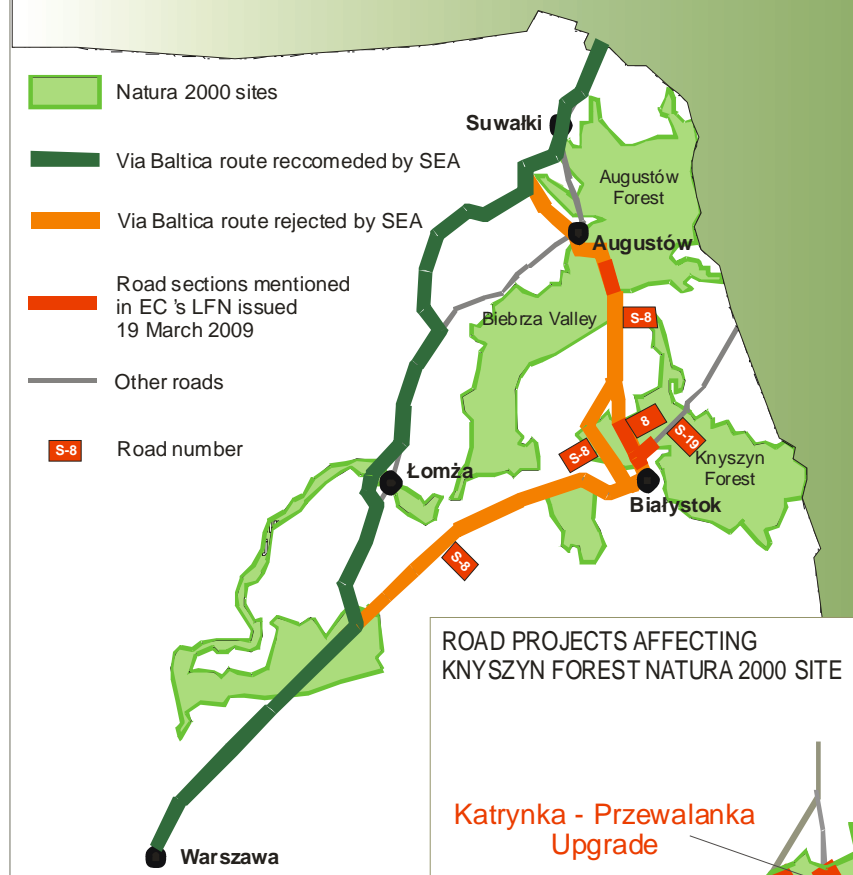 Natura 2000 sites
Via Baltica route reccomeded by SEA
Via Baltica route rejected by SEA
Road sections mentioned
in EC 's LFN issued
19 March 2009
Other roads
S-8
Road number
Suwałki
Augustów
Forest
Augustów
Biebrza Valley
S-8
8
S-19
S-8
Knyszyn
Forest
Łomża
Białystok
S-8
Warszawa
ROAD PROJECTS AFFECTING
KNYSZYN FOREST NATURA 2000 SITE
Katrynka - Przewalanka
Upgrade